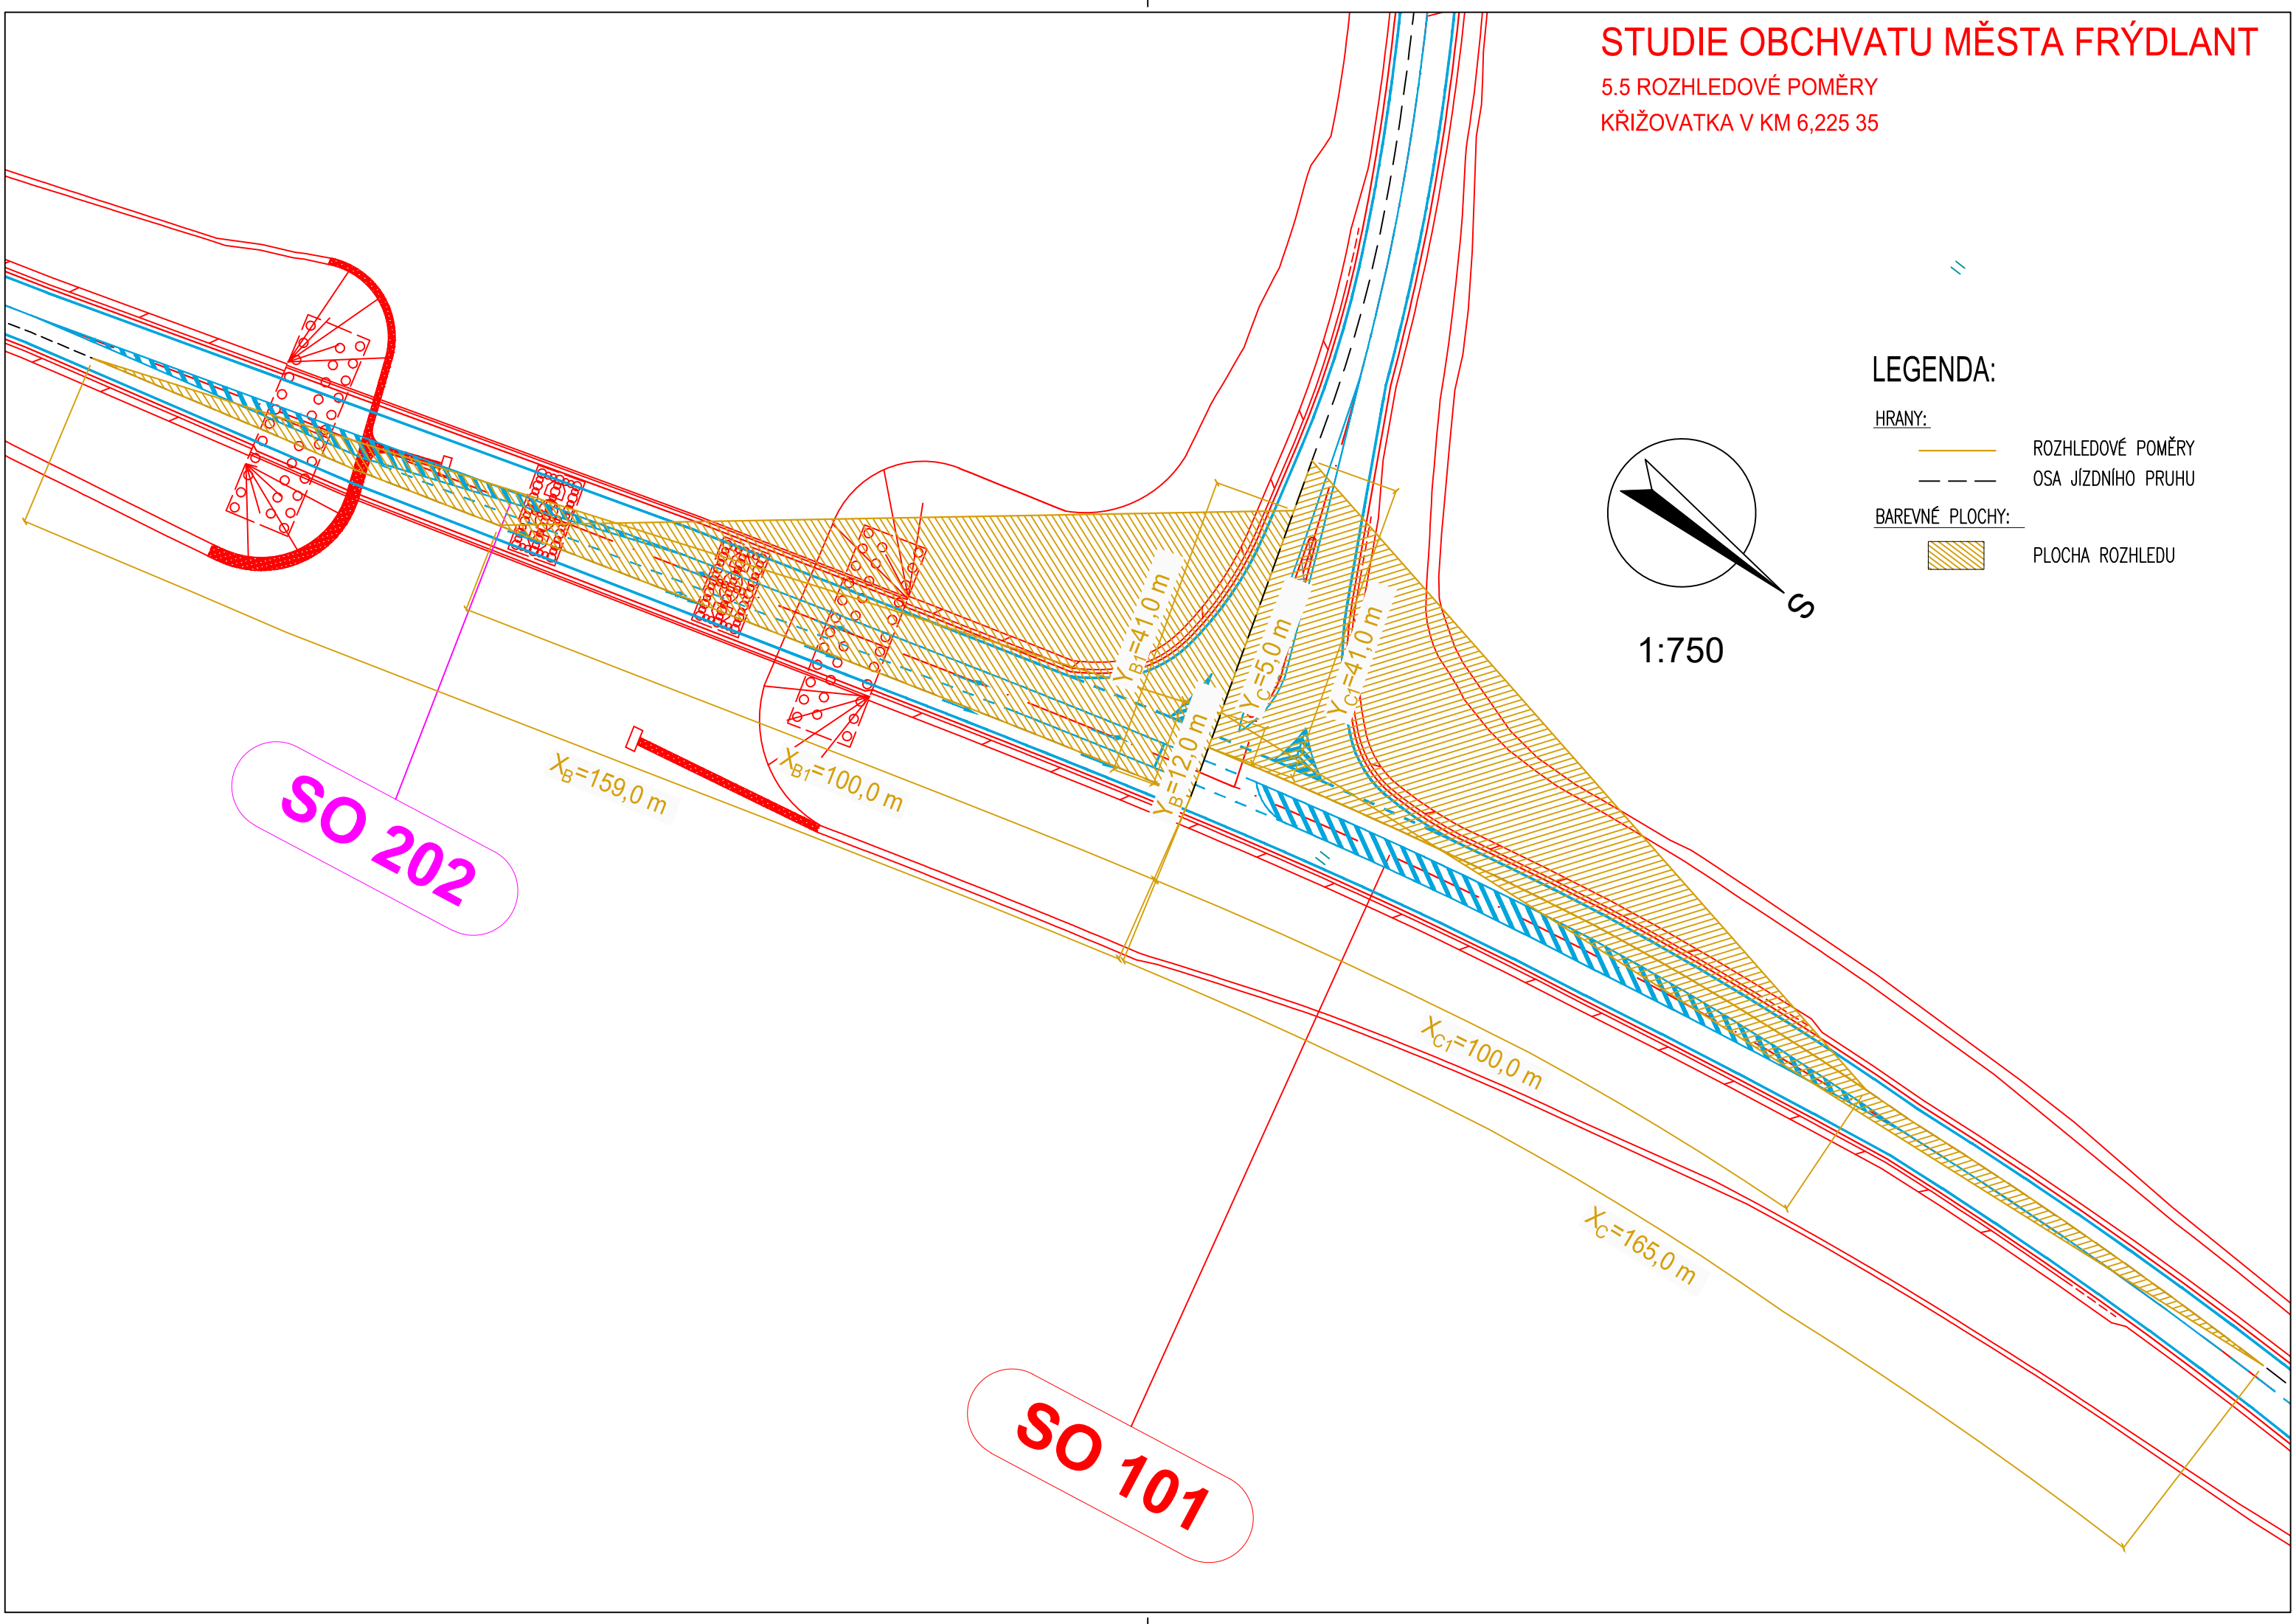 STUDIE OBCHVATU MĚSTA FRÝDLANT
5.5 ROZHLEDOVÉ POMĚRY
KŘIŽOVATKA V KM 6,225 35
LEGENDA:
HRANY:
ROZHLEDOVÉ POMĚRY
OSA JÍZDNÍHO PRUHU
BAREVNÉ PLOCHY:
PLOCHA ROZHLEDU
S
1:750
YB1=41,0 m
YC=5,0 m
YC1=41,0 m
YB=12,0 m
XB=159,0 m
XB1=100,0 m
SO 202
XC1=100,0 m
XC=165,0 m
SO 101